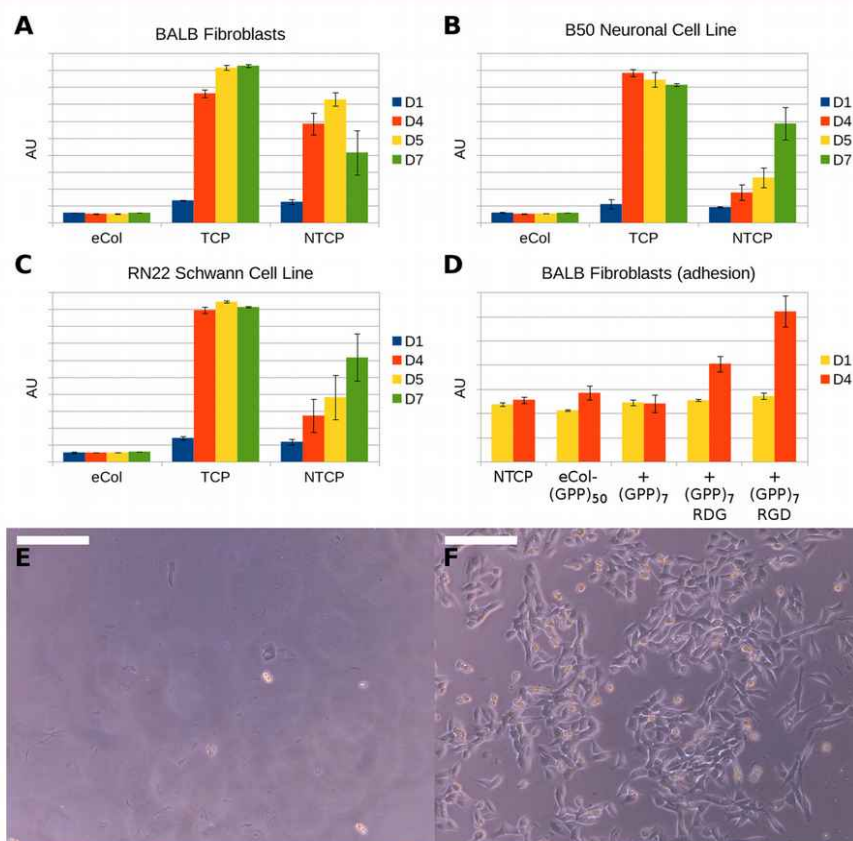 A
BALB Fibroblasts
AU
D1
D4
D5
D7
eCol
TCP
NTCP
B
B50 Neuronal Cell Line
AU
D1
D4
D5
D7
eCol
TCP
NTCP
C
RN22 Schwann Cell Line
AU
D1
D4
D5
D7
eCol
TCP
NTCP
D
BALB Fibroblasts (adhesion)
AU
D1
D4
NTCP
eCol-
(GPP)₅₀
+
(GPP)₇
+
(GPP)₇
RDG
+
(GPP)₇
RGD
E
F